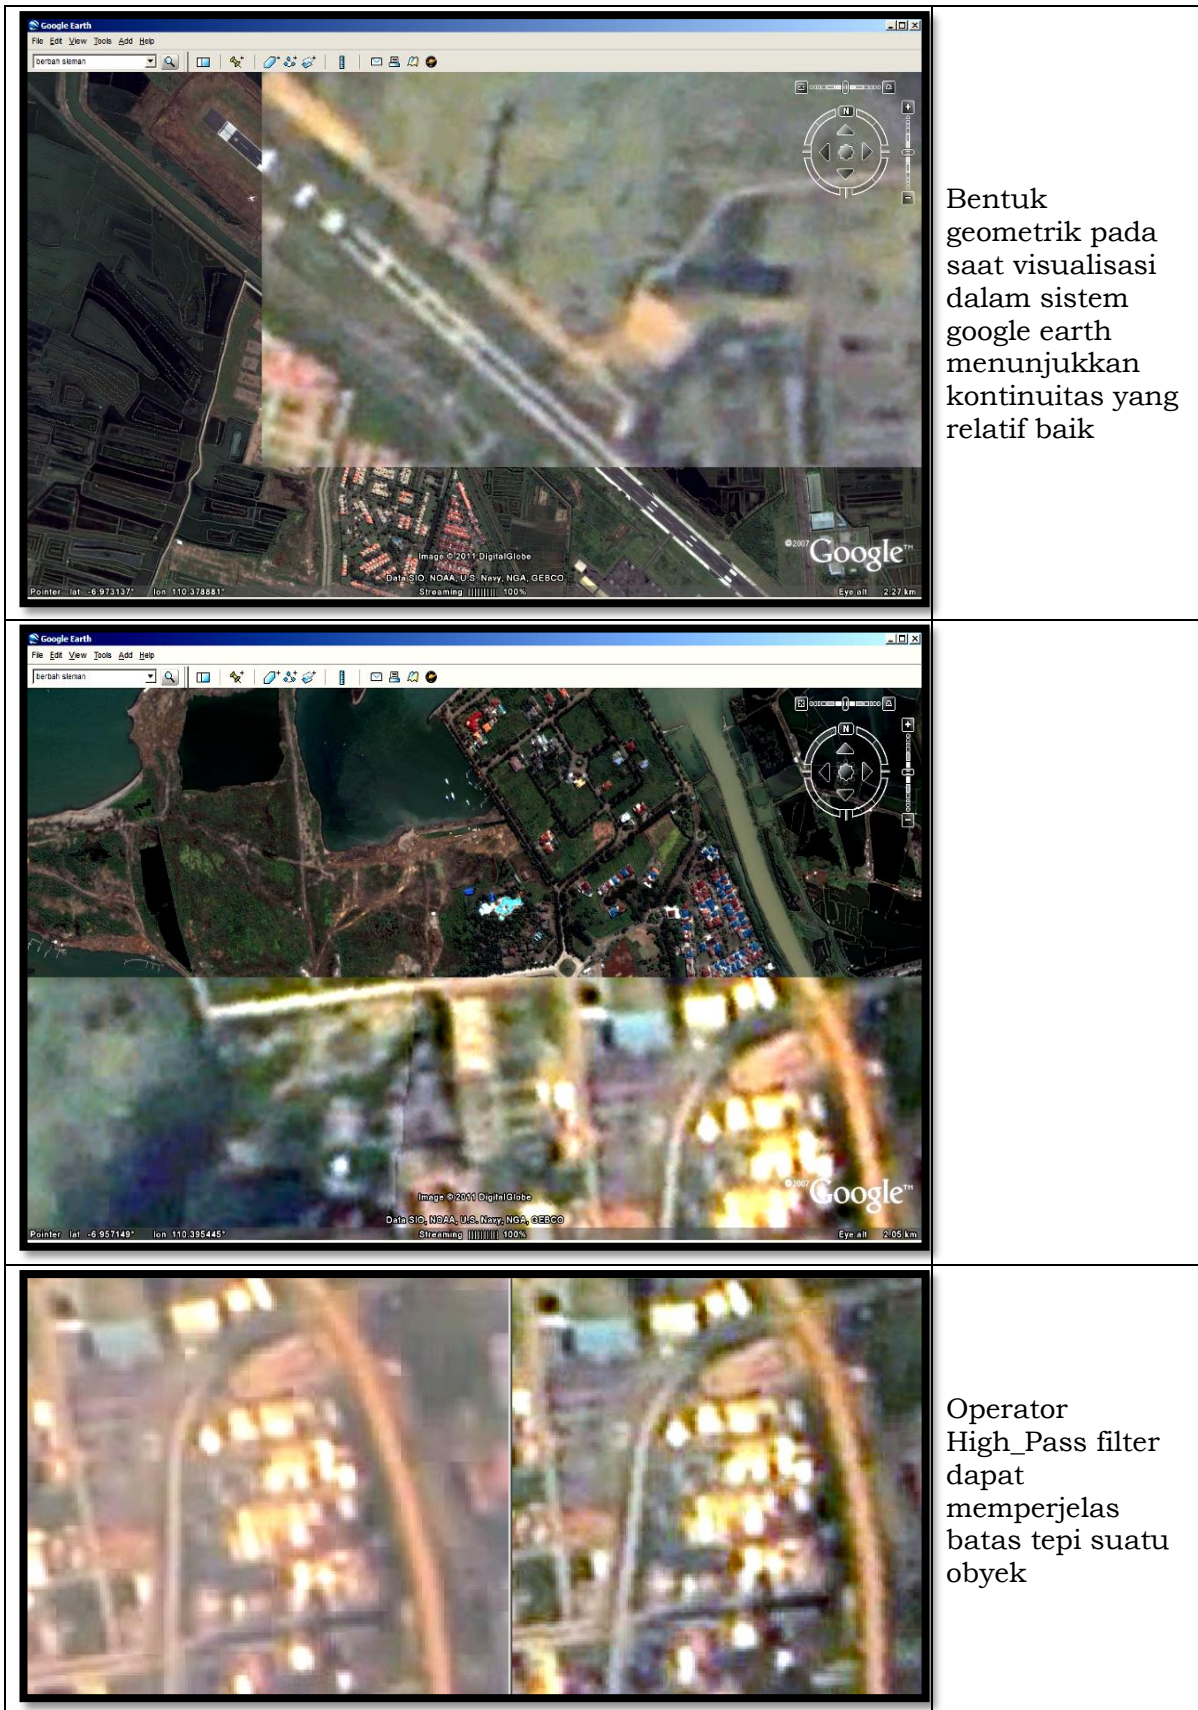 Google Earth
File Edit View Tools Add Help
berbah sleman
N
Image © 2011 DigitalGlobe
Data SIO, NOAA, U.S. Navy, NGA, GEBCO
©2007 Google™
Pointer lat -6.973137° lon 110.378881° Streaming 100% Eye alt 2.27 km
Bentuk
geometrik pada
saat visualisasi
dalam sistem
google earth
menunjukkan
kontinuitas yang
relatif baik
Google Earth
File Edit View Tools Add Help
berbah sleman
N
Image © 2011 DigitalGlobe
Data SIO, NOAA, U.S. Navy, NGA, GEBCO
©2007 Google™
Pointer lat -6.957149° lon 110.395445° Streaming 100% Eye alt 2.05 km
Operator
High_Pass filter
dapat
memperjelas
batas tepi suatu
obyek